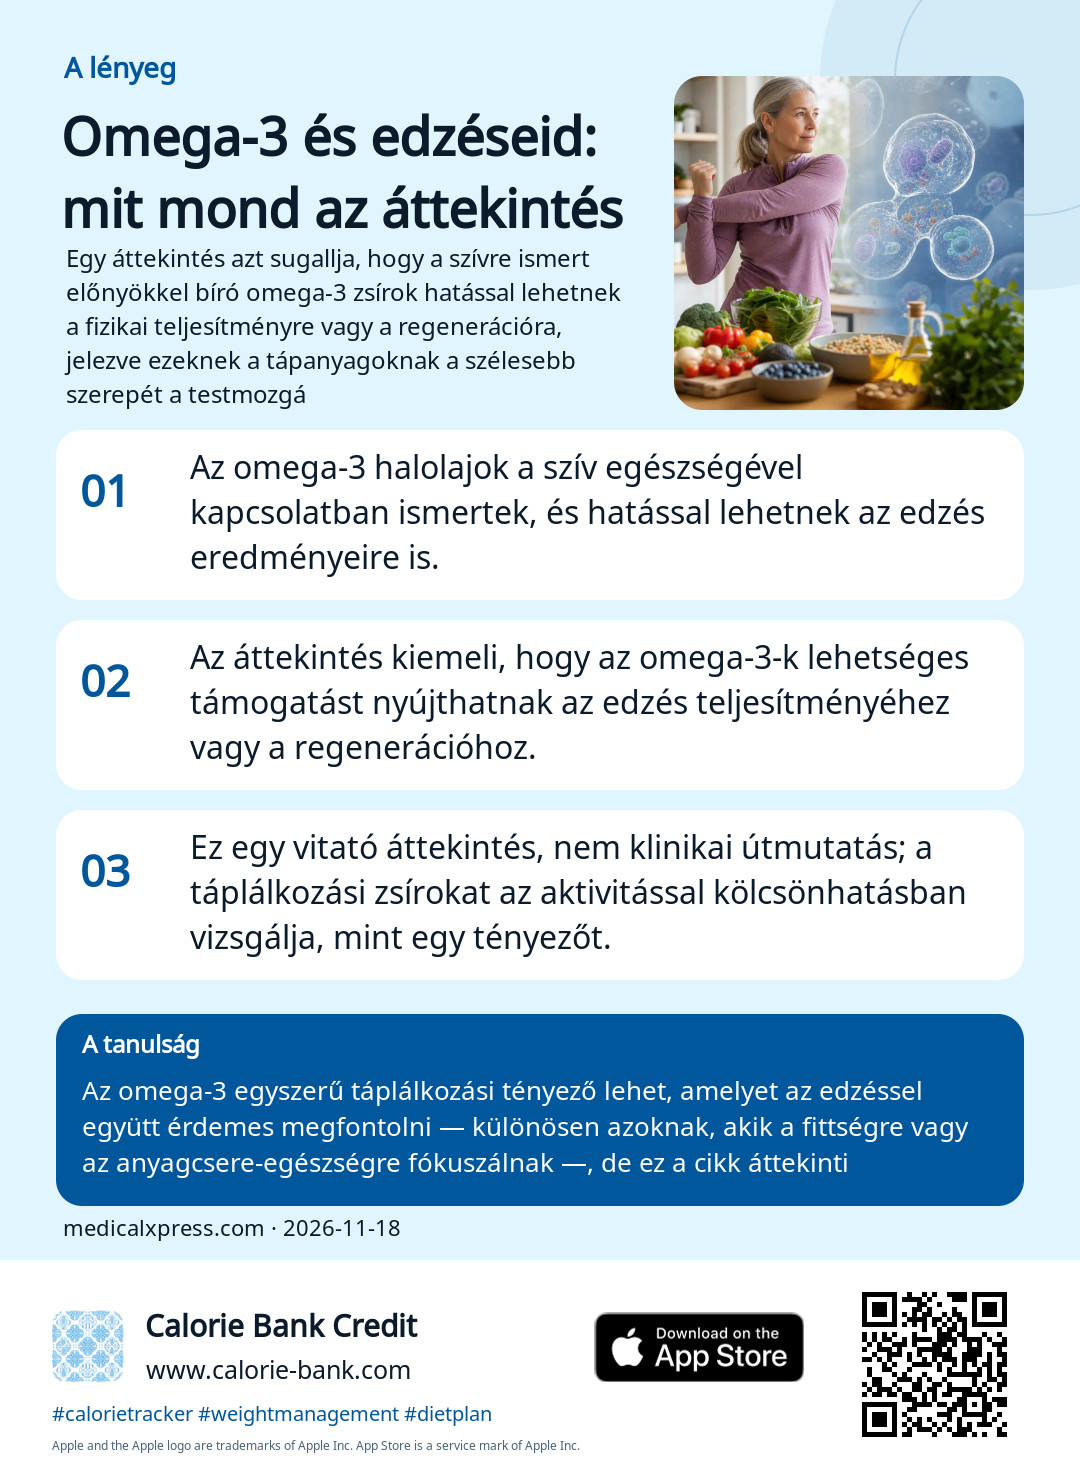 A lényeg
Omega-3 és edzéseid:
mit mond az áttekintés
Egy áttekintés azt sugallja, hogy a szívre ismert
előnyökkel bíró omega-3 zsírok hatással lehetnek
a fizikai teljesítményre vagy a regenerációra,
jelezve ezeknek a tápanyagoknak a szélesebb
szerepét a testmozgá
01
Az omega-3 halolajok a szív egészségével
kapcsolatban ismertek, és hatással lehetnek az edzés
eredményeire is.
02
Az áttekintés kiemeli, hogy az omega-3-k lehetséges
támogatást nyújthatnak az edzés teljesítményéhez
vagy a regenerációhoz.
03
Ez egy vitató áttekintés, nem klinikai útmutatás; a
táplálkozási zsírokat az aktivitással kölcsönhatásban
vizsgálja, mint egy tényezőt.
A tanulság
Az omega-3 egyszerű táplálkozási tényező lehet, amelyet az edzéssel
együtt érdemes megfontolni — különösen azoknak, akik a fittségre vagy
az anyagcsere-egészségre fókuszálnak —, de ez a cikk áttekinti
medicalxpress.com · 2026-11-18
Calorie Bank Credit
www.calorie-bank.com
#calorietracker #weightmanagement #dietplan
Apple and the Apple logo are trademarks of Apple Inc. App Store is a service mark of Apple Inc.
Download on the
App Store